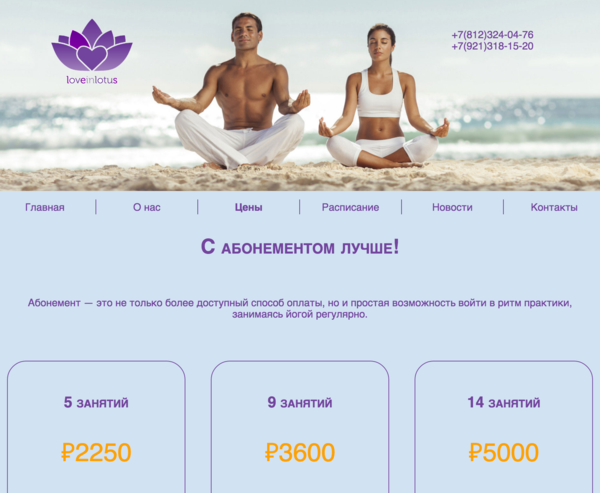 loveinlotus
+7(812)324-04-76
+7(921)318-15-20
Главная
О нас
Цены
Расписание
Новости
Контакты
С абонементом лучше!
Абонемент — это не только более доступный способ оплаты, но и простая возможность войти в ритм практики,
занимаясь йогой регулярно.
5 занятий
9 занятий
14 занятий
₽2250
₽3600
₽5000